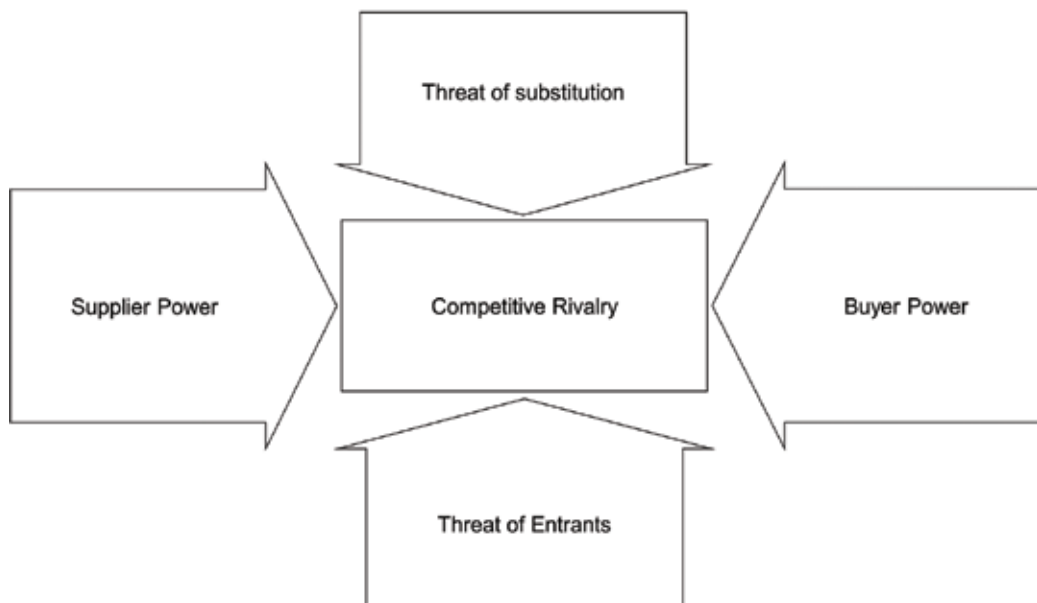 Threat of substitution
Supplier Power
Competitive Rivalry
Buyer Power
Threat of Entrants